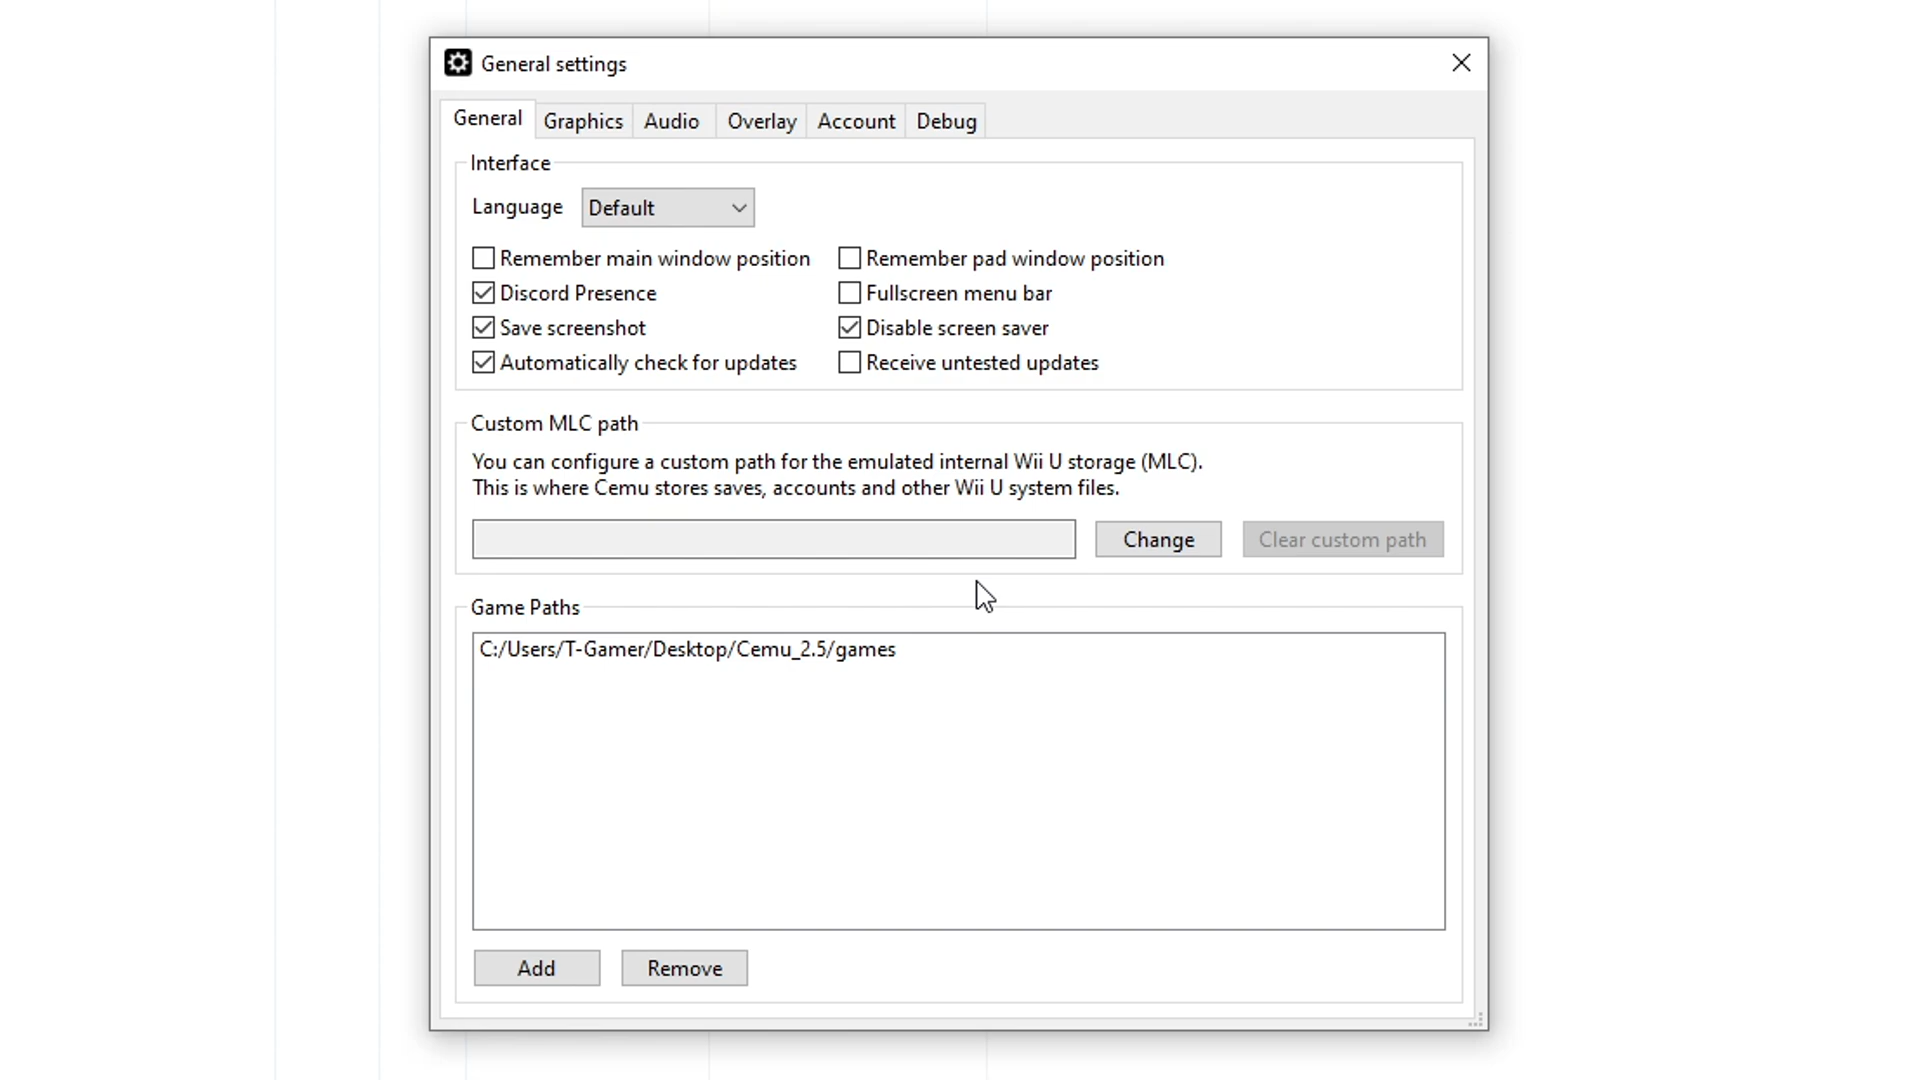 General settings
General Graphics Audio Overlay Account Debug
Interface
Language Default
Remember main window position Remember pad window position
Discord Presence Fullscreen menu bar
Save screenshot Disable screen saver
Automatically check for updates Receive untested updates
Custom MLC path
You can configure a custom path for the emulated internal Wii U storage (MLC).
This is where Cemu stores saves, accounts and other Wii U system files.
Change Clear custom path
Game Paths
C:/Users/T-Gamer/Desktop/Cemu_2.5/games
Add Remove